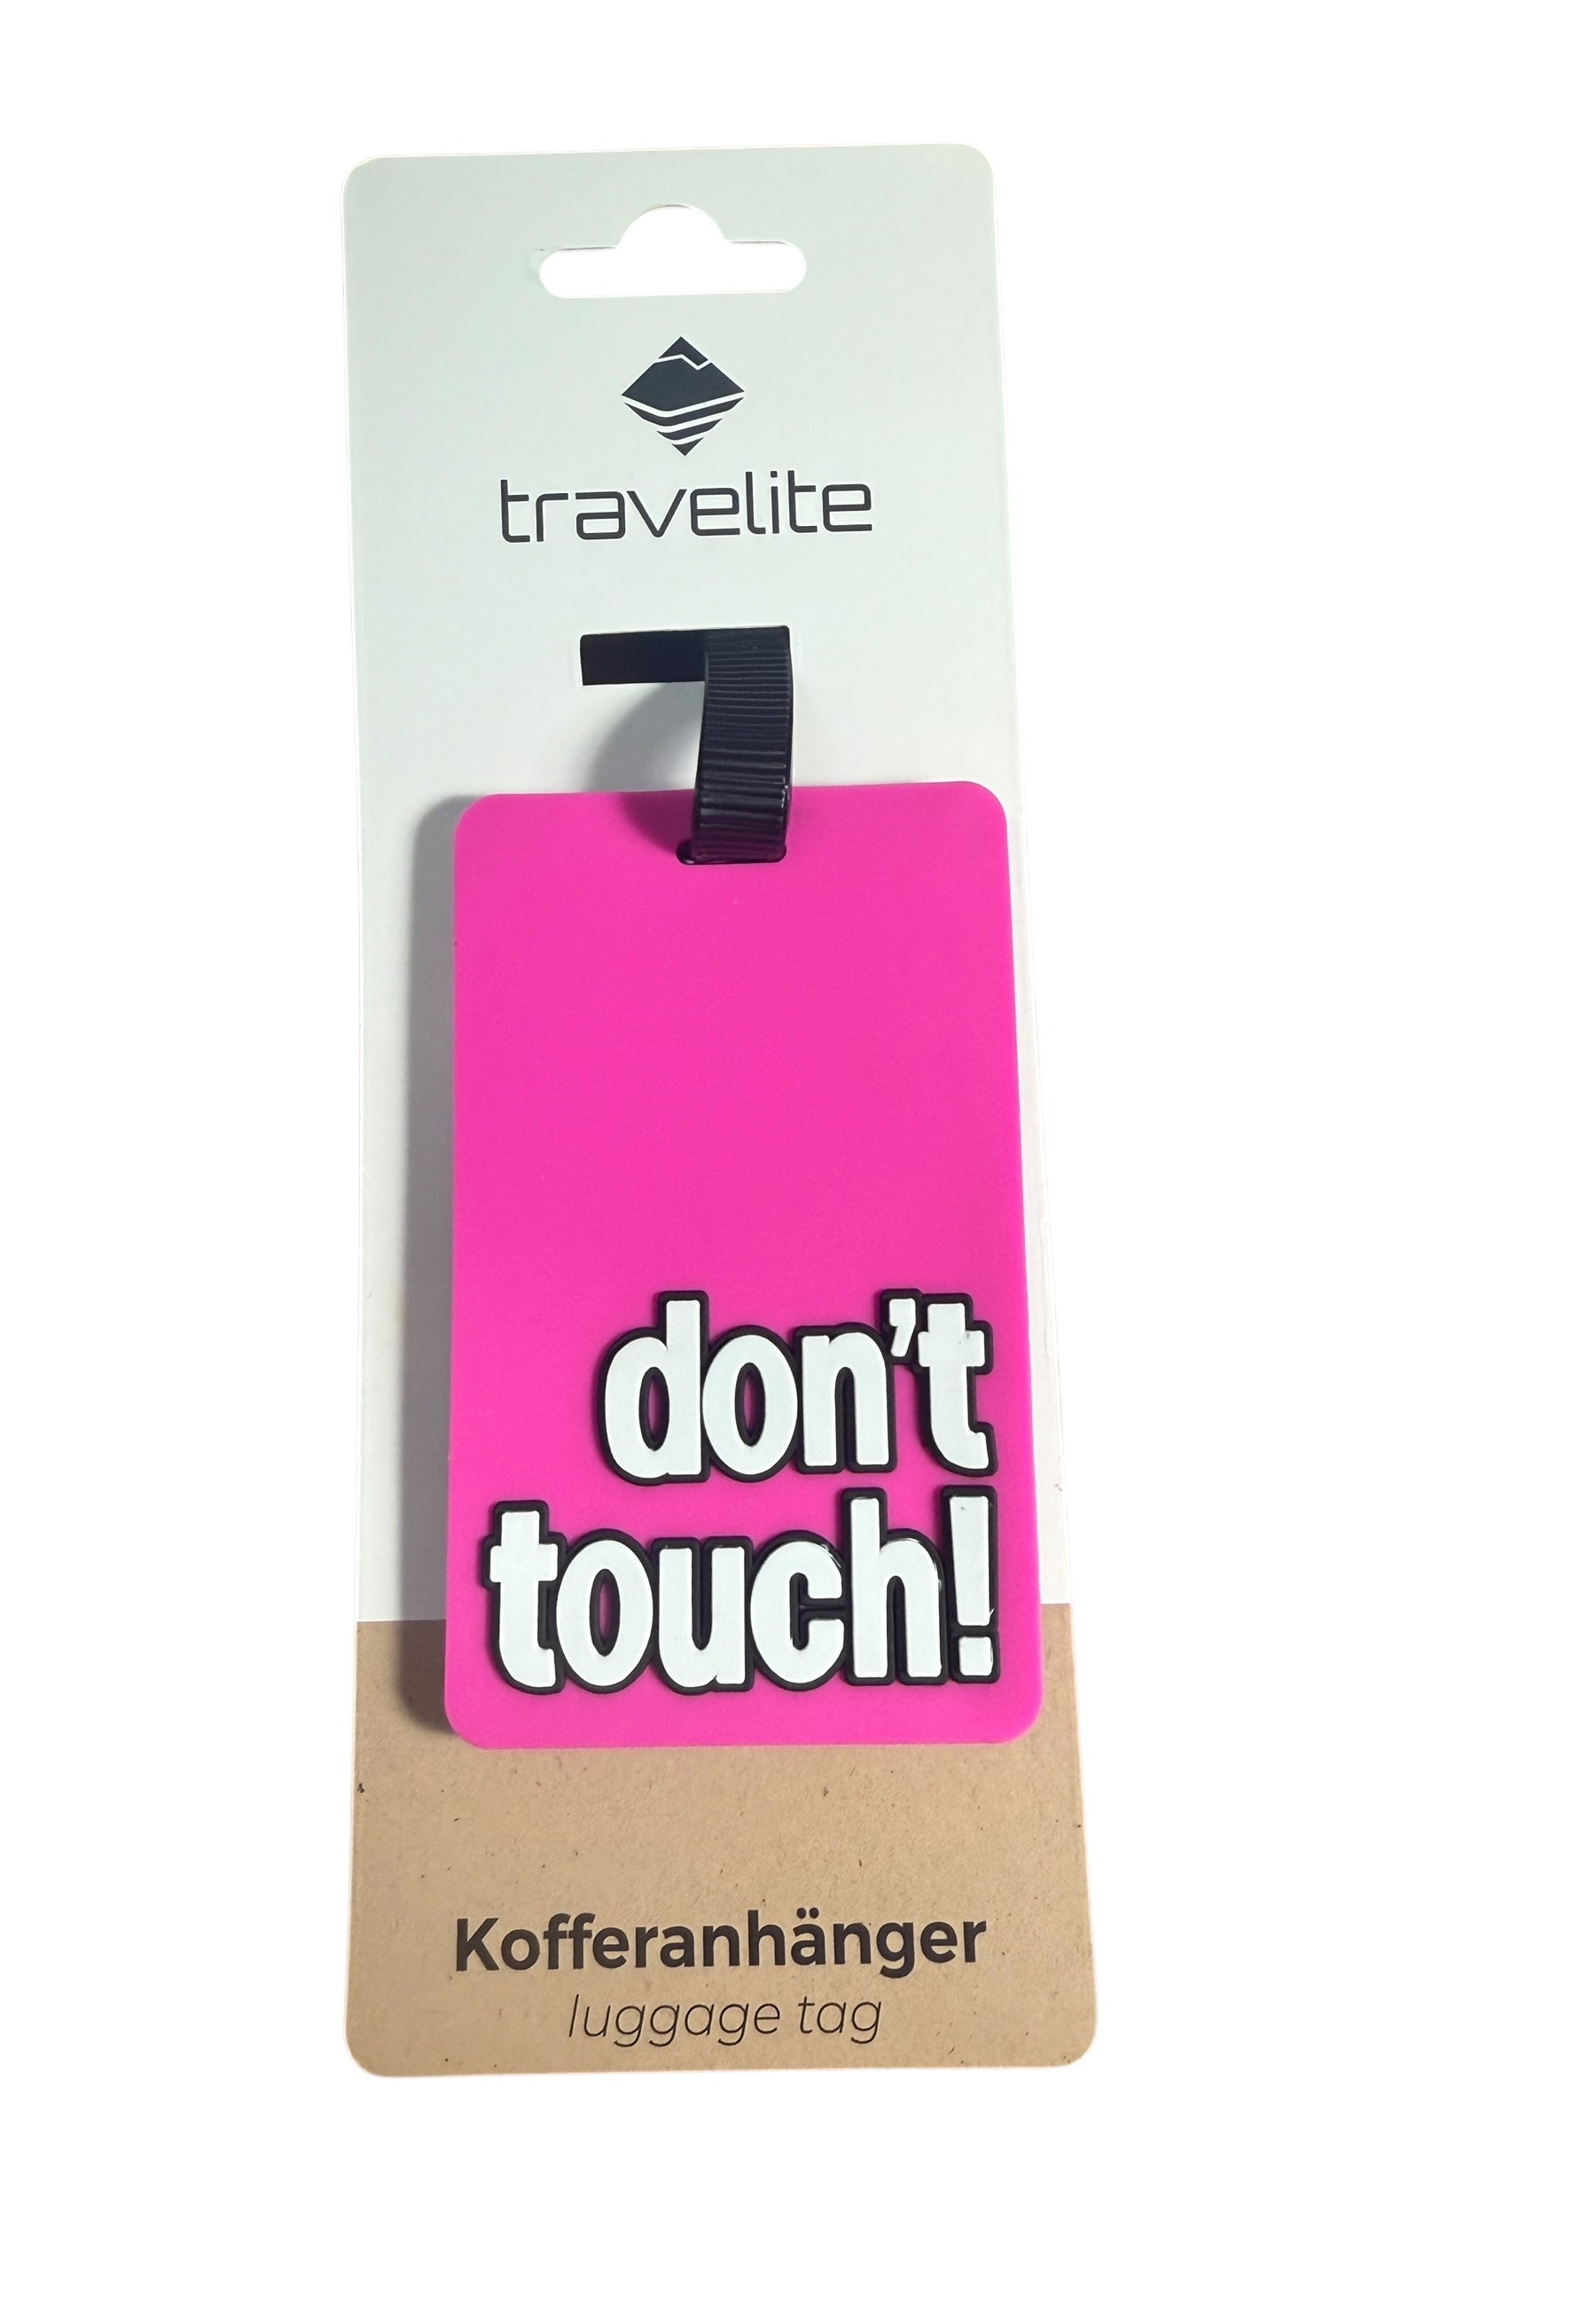 travelite
don't
touch!
Kofferanhänger
luggage tag